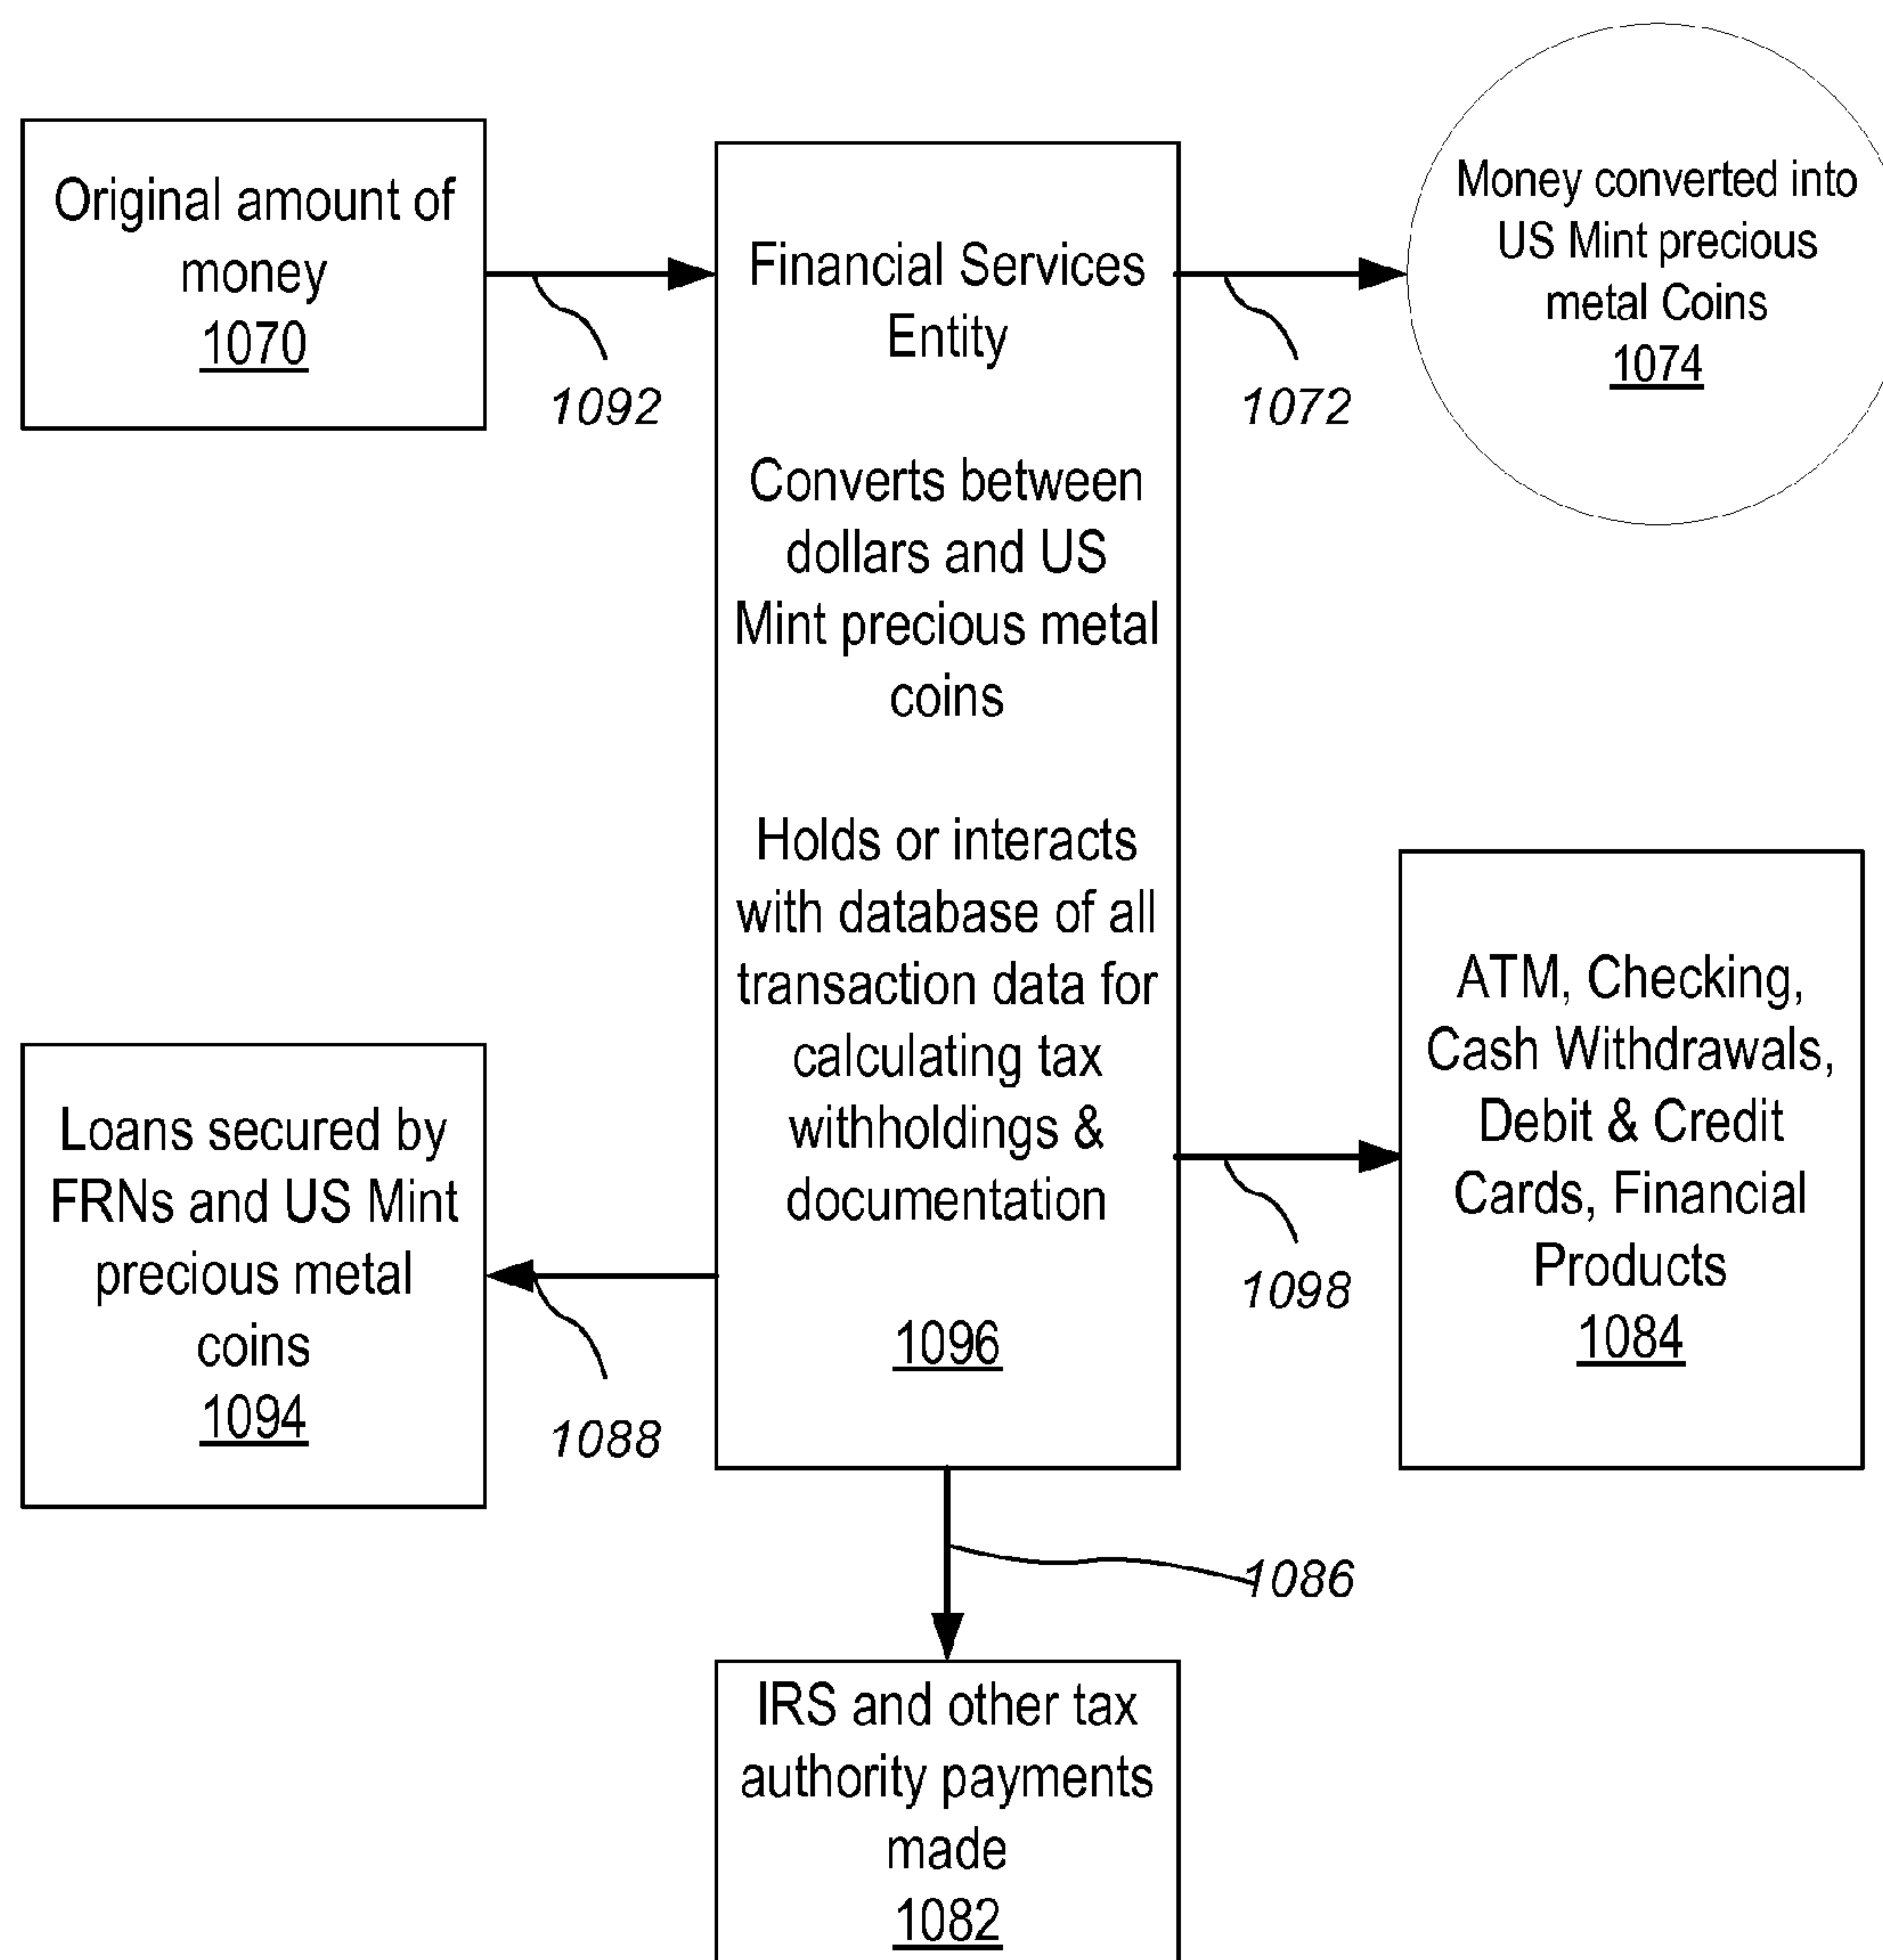 Original amount of
money
1070
1092
Financial Services
Entity
Converts between
dollars and US
Mint precious metal
coins
Holds or interacts
with database of all
transaction data for
calculating tax
withholdings &
documentation
1096
1072
Money converted into
US Mint precious
metal Coins
1074
Loans secured by
FRNs and US Mint
precious metal
coins
1094
1088
1098
ATM, Checking,
Cash Withdrawals,
Debit & Credit
Cards, Financial
Products
1084
1086
IRS and other tax
authority payments
made
1082